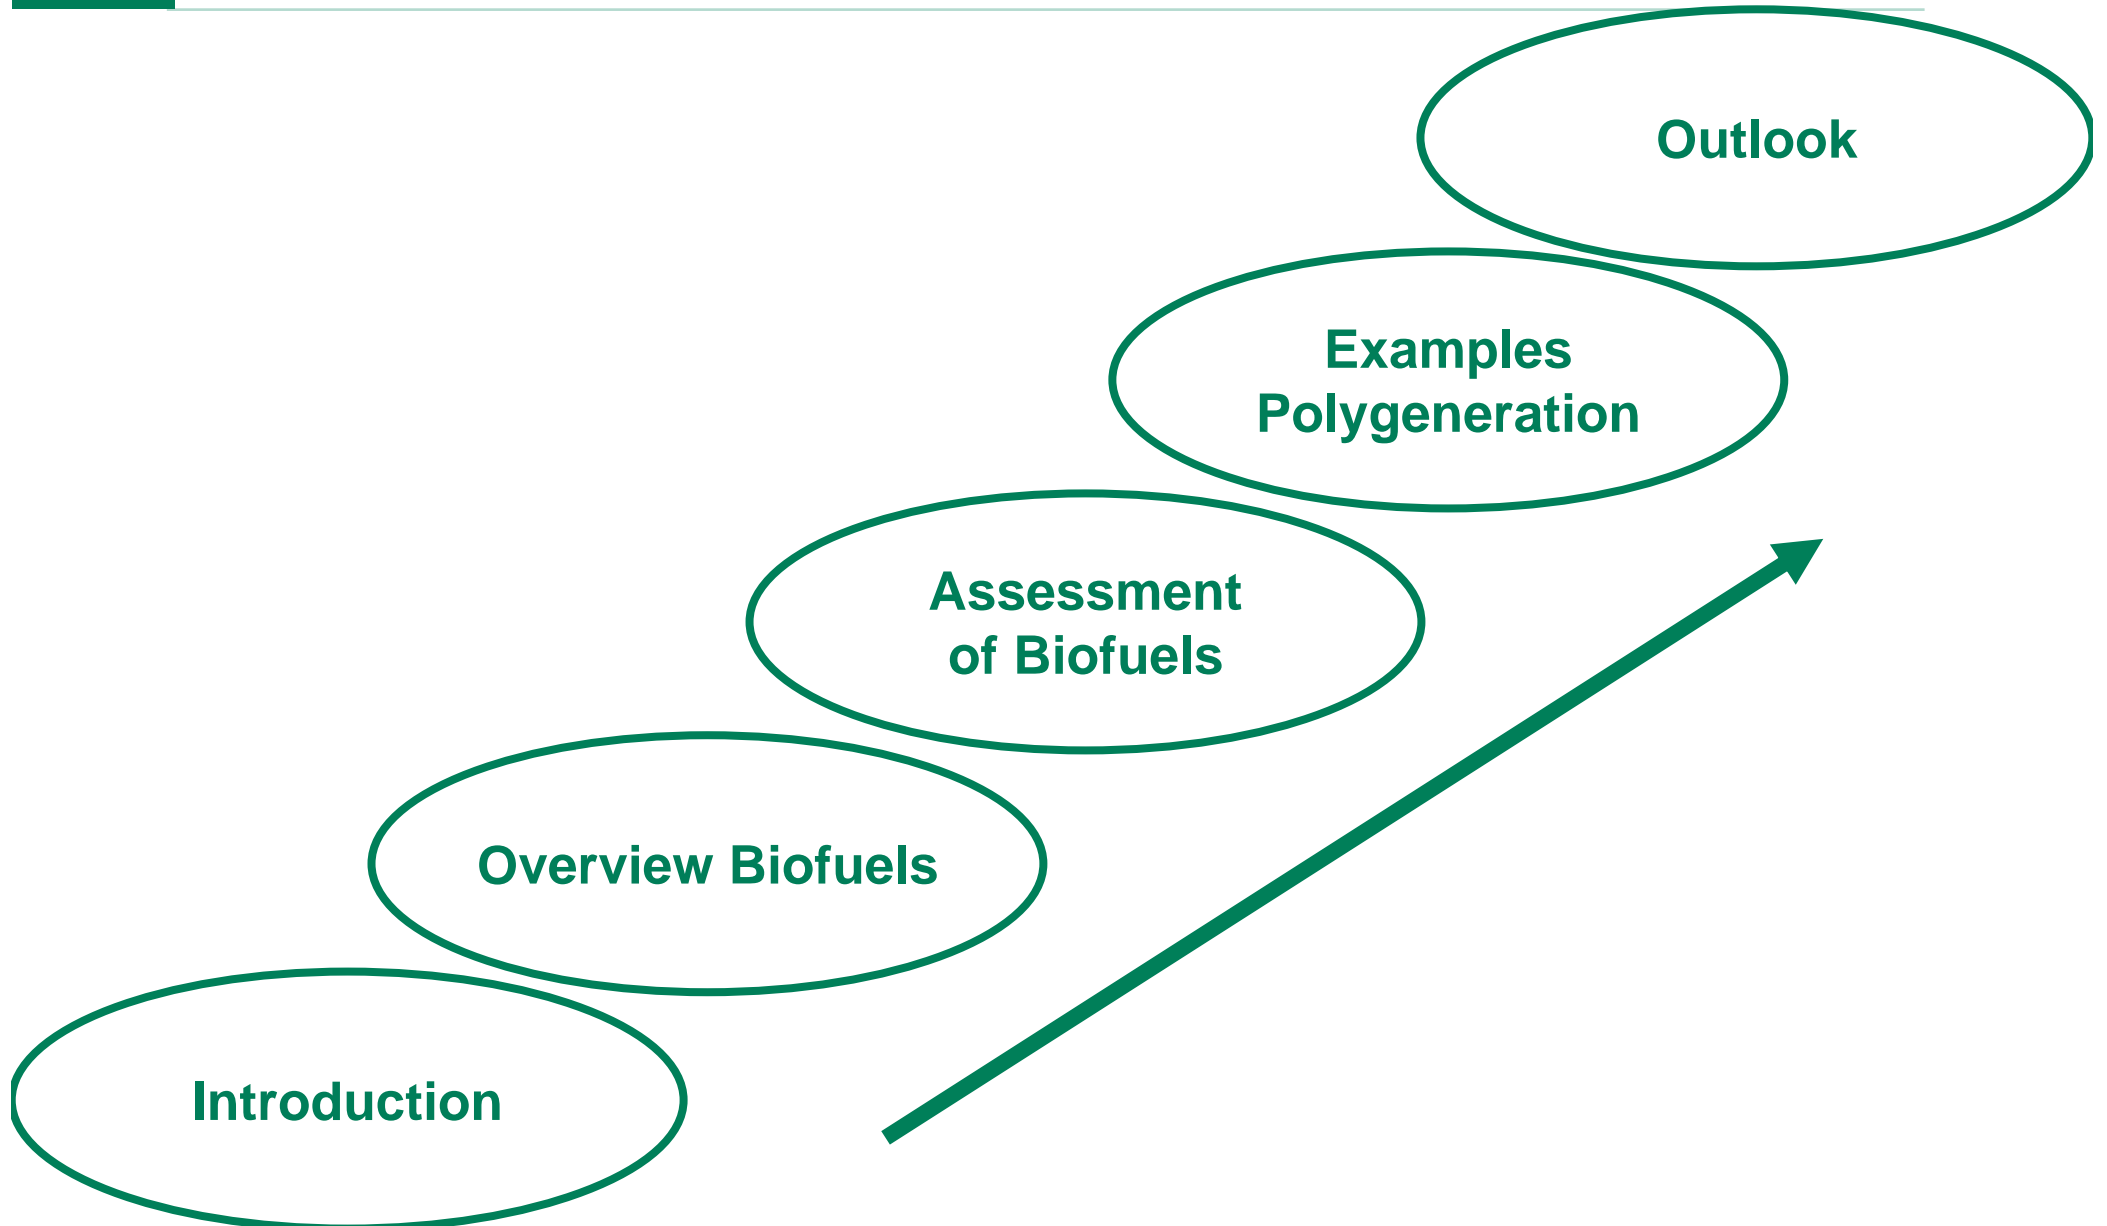 Outlook
Examples
Polygeneration
Assessment
of Biofuels
Overview Biofuels
Introduction